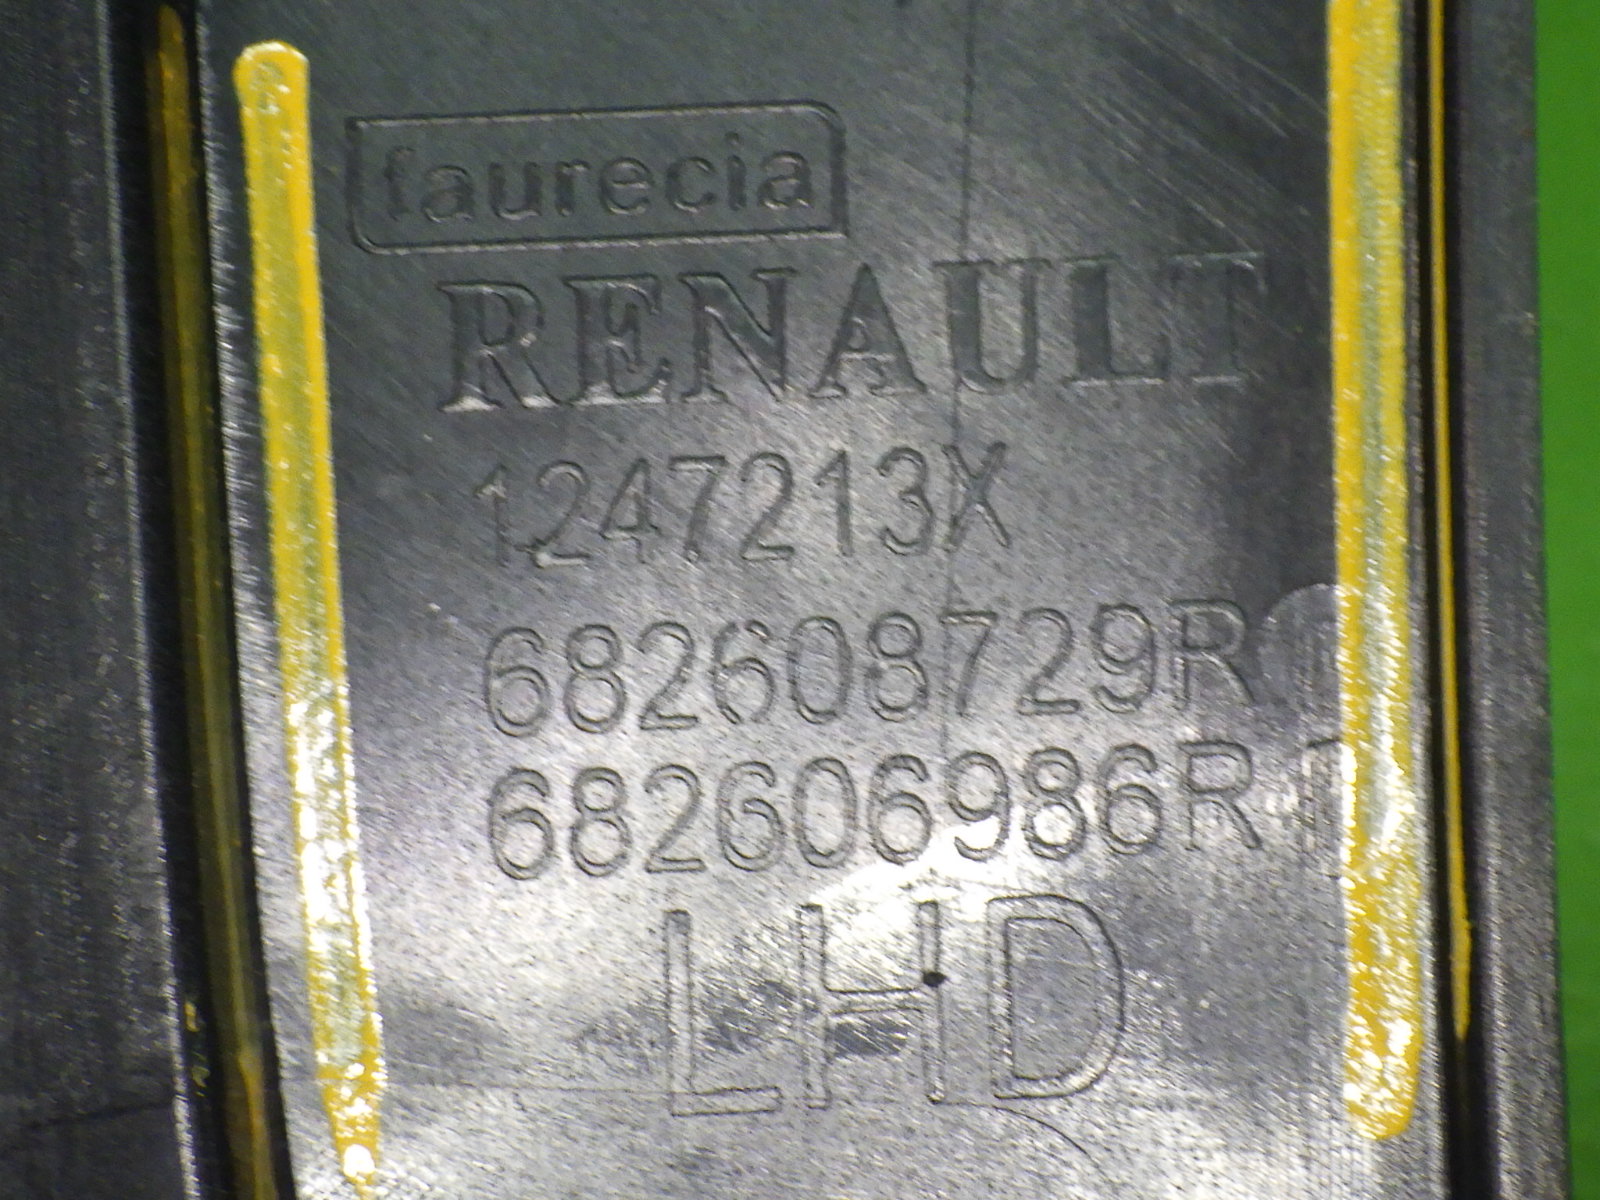 faurecia
RENAULT
1247213X
682608729R
682606986R
LHD